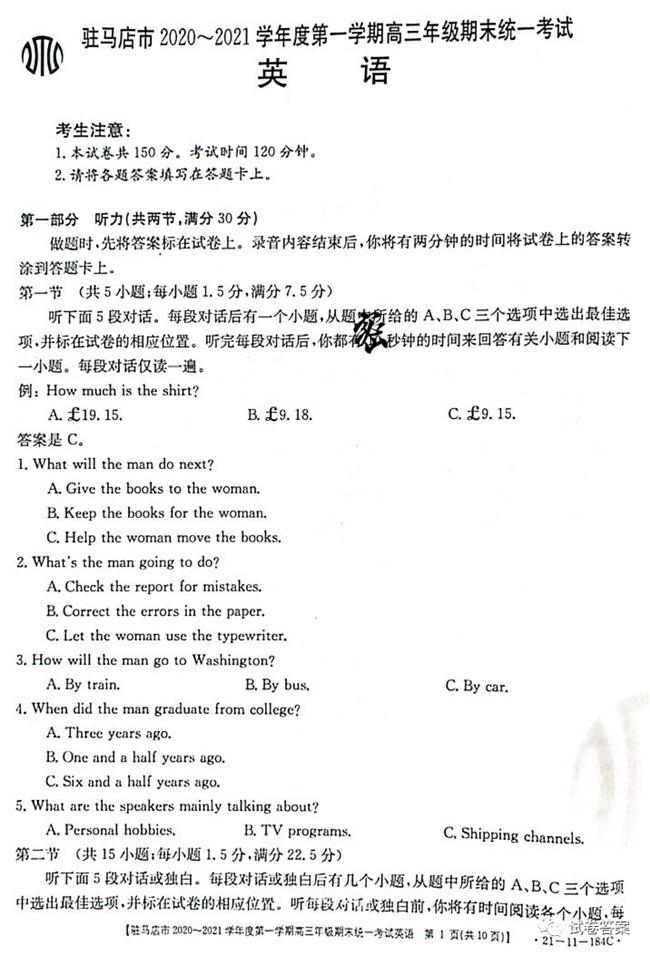 驻马店市 2020～2021 学年度第一学期高三年级期末统一考试
英 语
考生注意：
1. 本试卷共 150 分。考试时间 120 分钟。
2. 请将各题答案填写在答题卡上。
第一部分 听力(共两节,满分 30 分)
做题时,先将答案标在试卷上。录音内容结束后,你将有两分钟的时间将试卷上的答案转
涂到答题卡上。
第一节 (共 5 小题;每小题 1. 5 分,满分 7. 5 分)
听下面 5 段对话。每段对话后有一个小题,从题中所给的 A、B、C 三个选项中选出最佳选
项,并标在试卷的相应位置。听完每段对话后,你都有 秒钟的时间来回答有关小题和阅读下
一小题。每段对话仅读一遍。
例: How much is the shirt?
A. £19. 15. B. £9. 18. C. £9. 15.
答案是 C。
1. What will the man do next?
A. Give the books to the woman.
B. Keep the books for the woman.
C. Help the woman move the books.
2. What's the man going to do?
A. Check the report for mistakes.
B. Correct the errors in the paper.
C. Let the woman use the typewriter.
3. How will the man go to Washington?
A. By train. B. By bus. C. By car.
4. When did the man graduate from college?
A. Three years ago.
B. One and a half years ago.
C. Six and a half years ago.
5. What are the speakers mainly talking about?
A. Personal hobbies. B. TV programs. C. Shipping channels.
第二节 (共 15 小题;每小题 1. 5 分,满分 22. 5 分)
听下面 5 段对话或独白。每段对话或独白后有几个小题,从题中所给的 A、B、C 三个选项
中选出最佳选项,并标在试卷的相应位置。听每段对话或独白前,你将有时间阅读各个小题,每
【驻马店市 2020～2021 学年度第一学期高三年级期末统一考试英语 第 1 页(共 10 页)】 · 21－11－184C ·
试卷答案